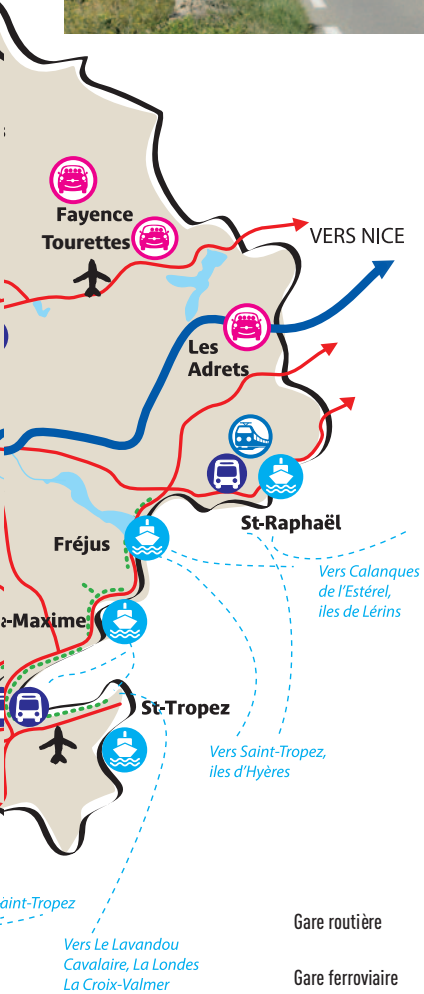 Fayence
Tourettes
VERS NICE
Les
Adrets
St-Raphaël
Fréjus
Vers Calanques
de l'Estérel,
iles de Lérins
-Maxime
St-Tropez
Vers Saint-Tropez,
iles d'Hyères
aint-Tropez
Gare routière
Vers Le Lavandou
Cavalaire, La Londes
La Croix-Valmer
Gare ferroviaire